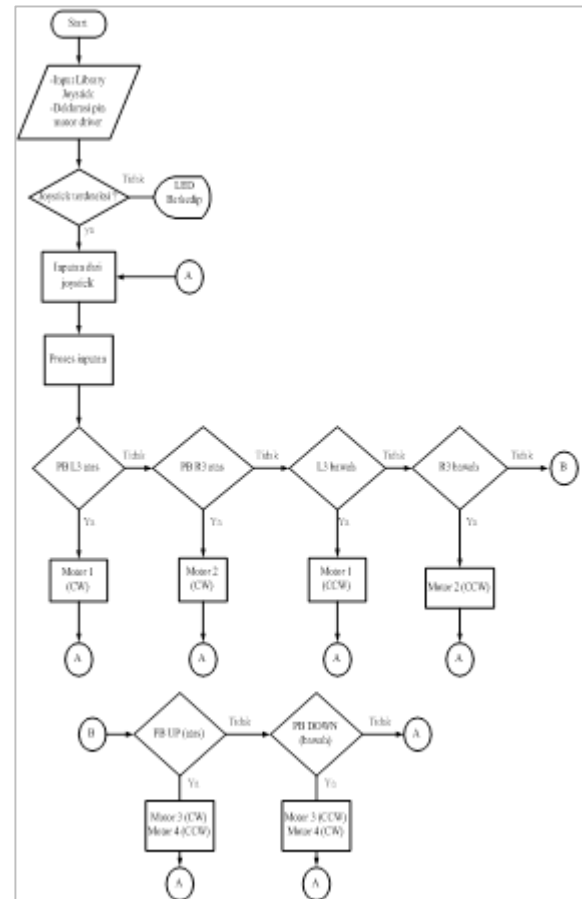 Start
-Input Library
Joystick
-Deklarasi pin
motor driver
Joystick terdeteksi ?
Tidak
LED
Berkedip
ya
Inputan dari
joystick
A
Proses inputan
PB L3 atas
Tidak
PB R3 atas
Tidak
L3 bawah
Tidak
R3 bawah
Tidak
B
Ya
Ya
Ya
Ya
Motor 1
(CW)
Motor 2
(CW)
Motor 1
(CCW)
Motor 2 (CCW)
A
A
A
A
B
PB UP (atas)
Tidak
PB DOWN
(bawah)
Tidak
A
Ya
Ya
Motor 3 (CW)
Motor 4 (CCW)
Motor 3 (CCW)
Motor 4 (CW)
A
A